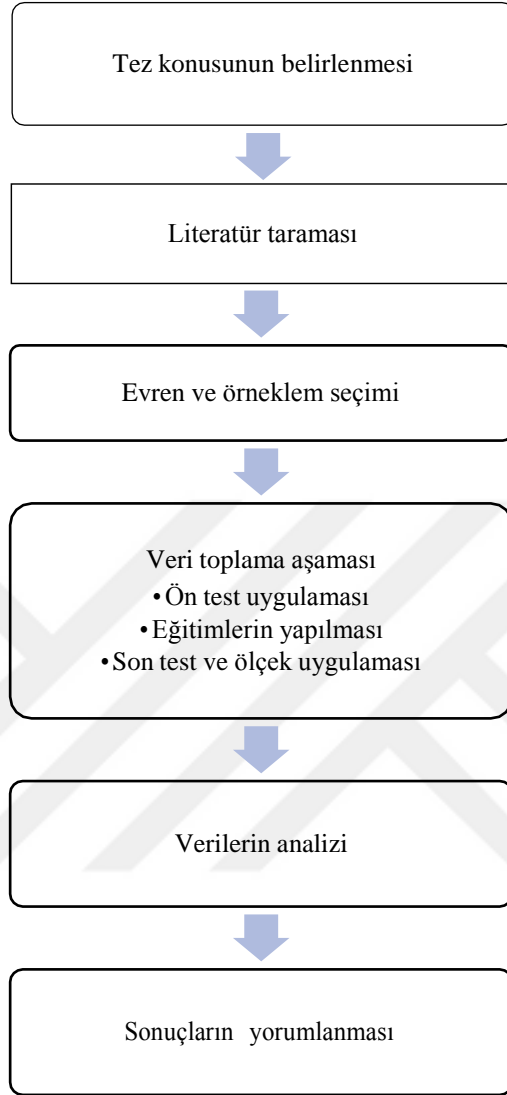 Tez konusunun belirlenmesi
Literatür taraması
Evren ve örneklem seçimi
Veri toplama aşaması
•Ön test uygulaması
•Eğitimlerin yapılması
•Son test ve ölçek uygulaması
Verilerin analizi
Sonuçların yorumlanması